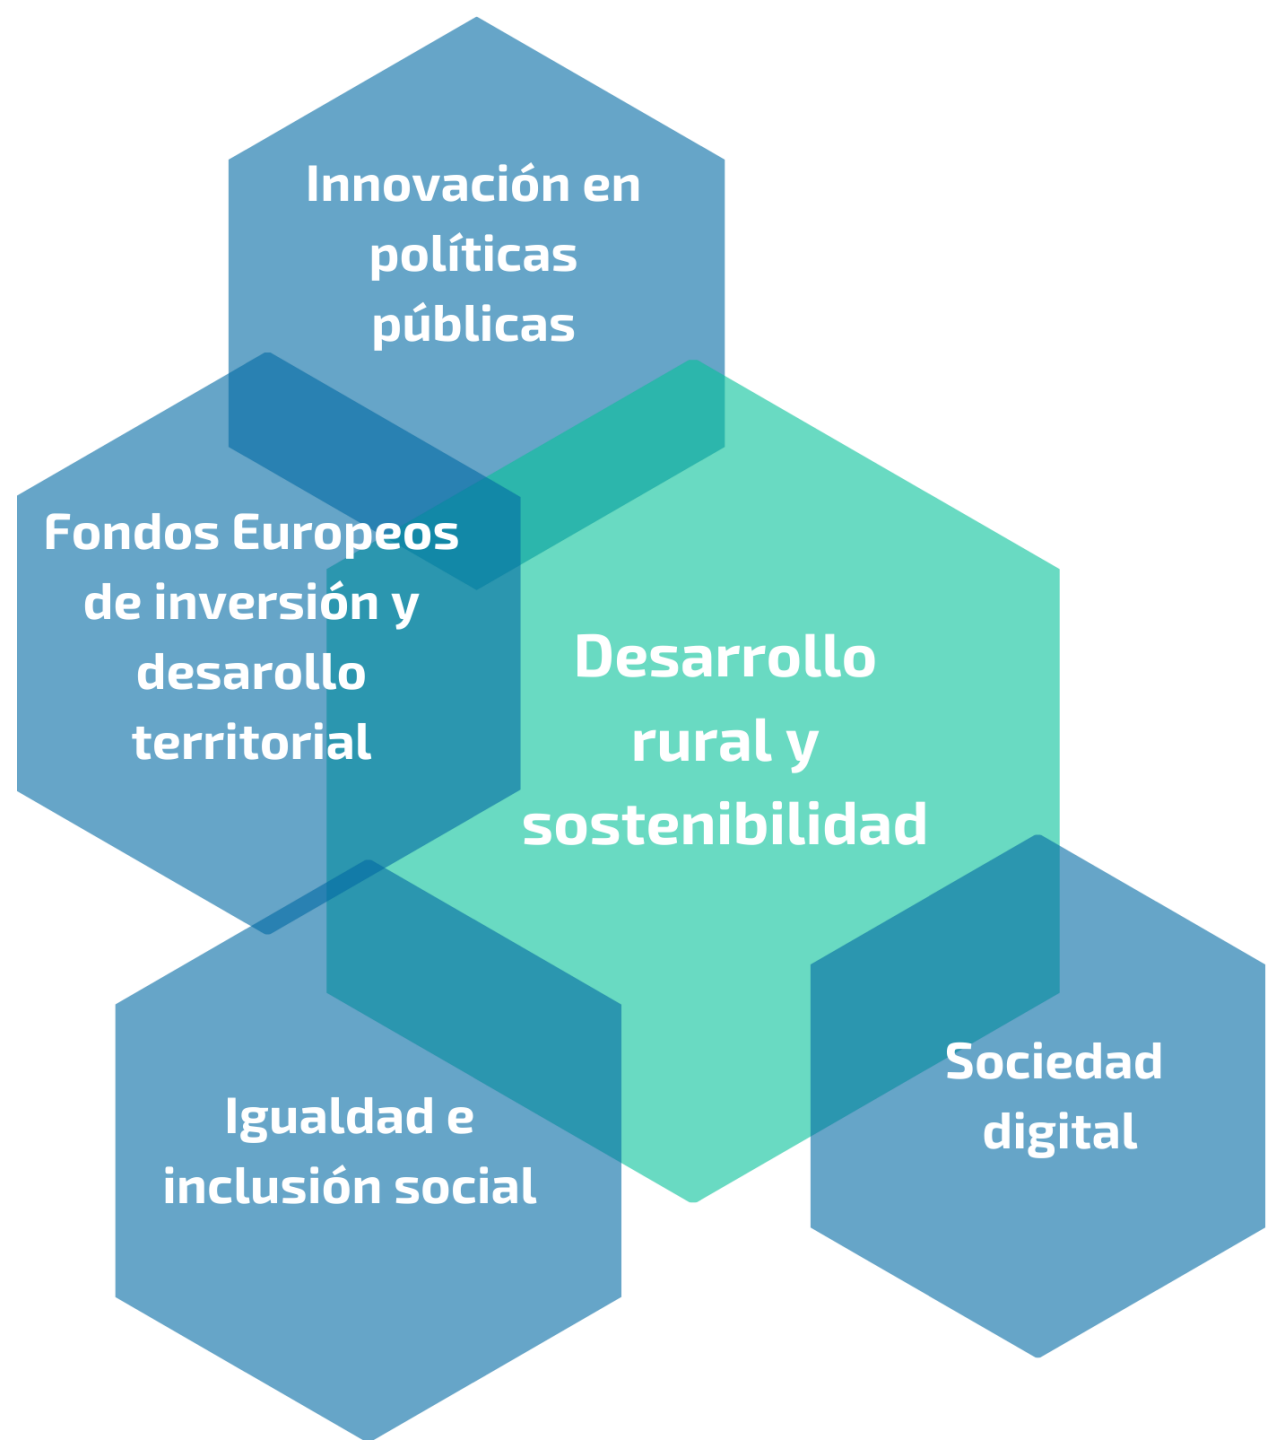 Innovación en
políticas
públicas
Fondos Europeos
de inversión y
desarollo
territorial
Desarrollo
rural y
sostenibilidad
Sociedad
digital
Igualdad e
inclusión social